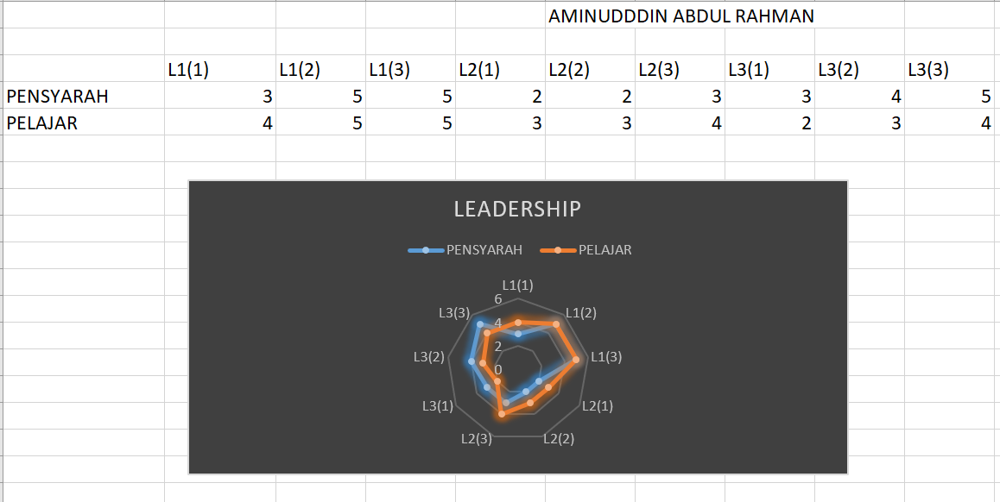 AMINUDDDIN ABDUL RAHMAN
L1(1) L1(2) L1(3) L2(1) L2(2) L2(3) L3(1) L3(2) L3(3)
PENSYARAH 3 5 5 2 2 3 3 4 5
PELAJAR 4 5 5 3 3 4 2 3 4
LEADERSHIP
PENSYARAH PELAJAR
L1(1)
6
L3(3) L1(2)
4
2
L3(2) L1(3)
0
L3(1) L2(1)
L2(3) L2(2)